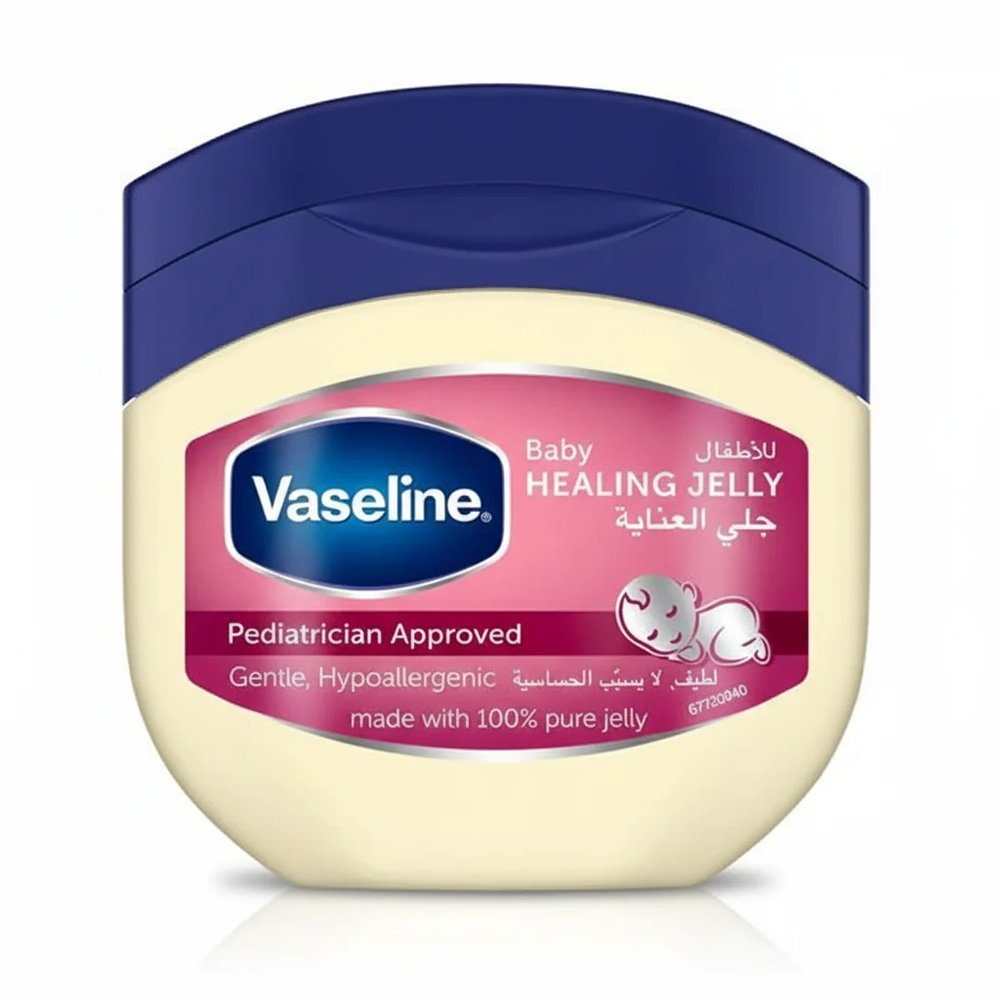 Vaseline®
Baby
للأطفال
HEALING JELLY
جلي العناية
Pediatrician Approved
Gentle, Hypoallergenic
لطيف، لا يسبّب الحساسية
made with 100% pure jelly
67720040